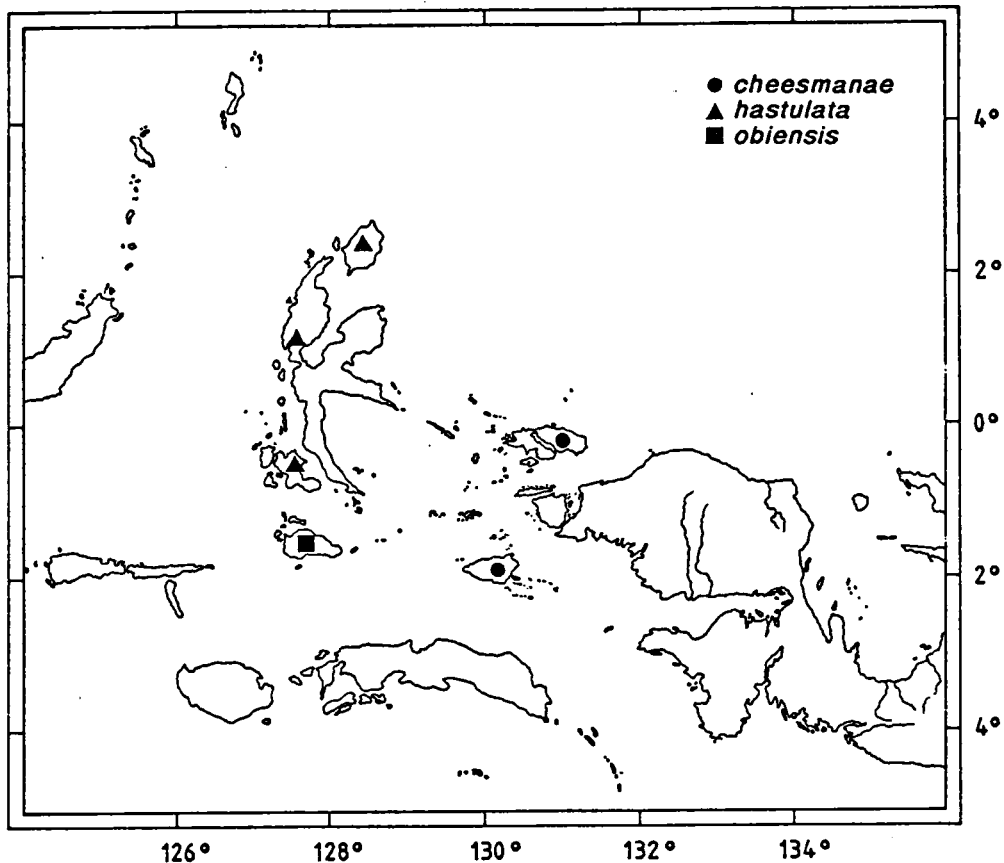 ● cheesmanae
▲ hastulata
■ obiensis
4°
2°
0°
2°
4°
126° 128° 130° 132° 134°